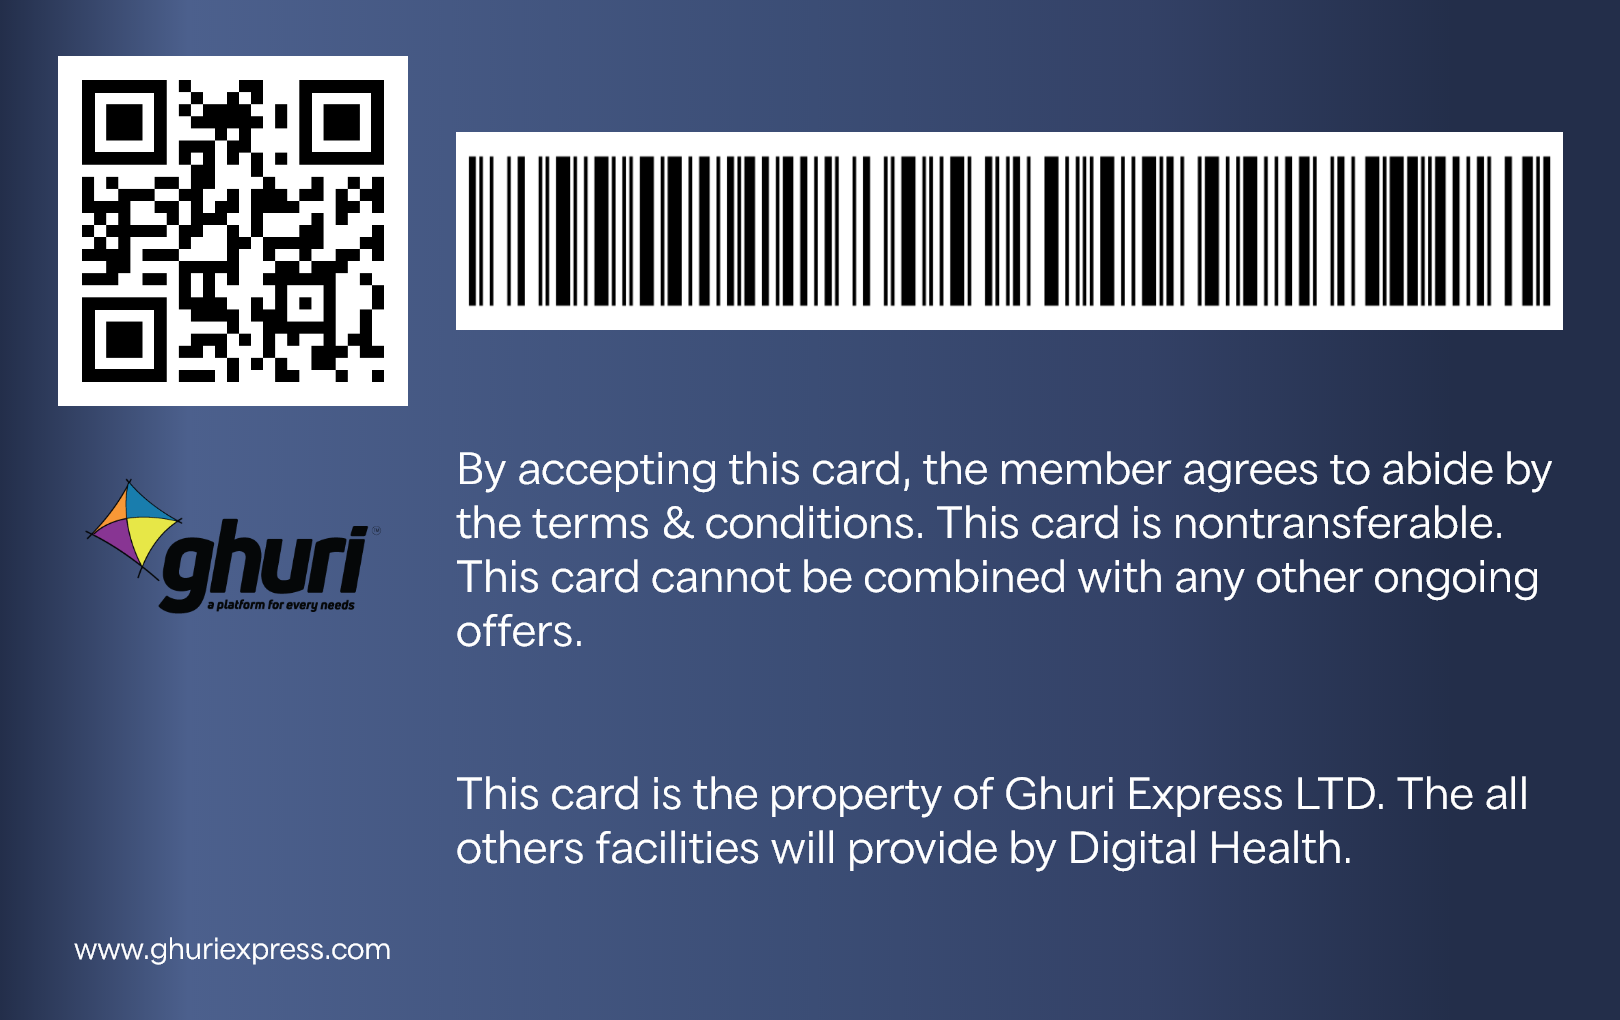 ghuri
a platform for every needs
By accepting this card, the member agrees to abide by
the terms & conditions. This card is nontransferable.
This card cannot be combined with any other ongoing
offers.
This card is the property of Ghuri Express LTD. The all
others facilities will provide by Digital Health.
www.ghuriexpress.com